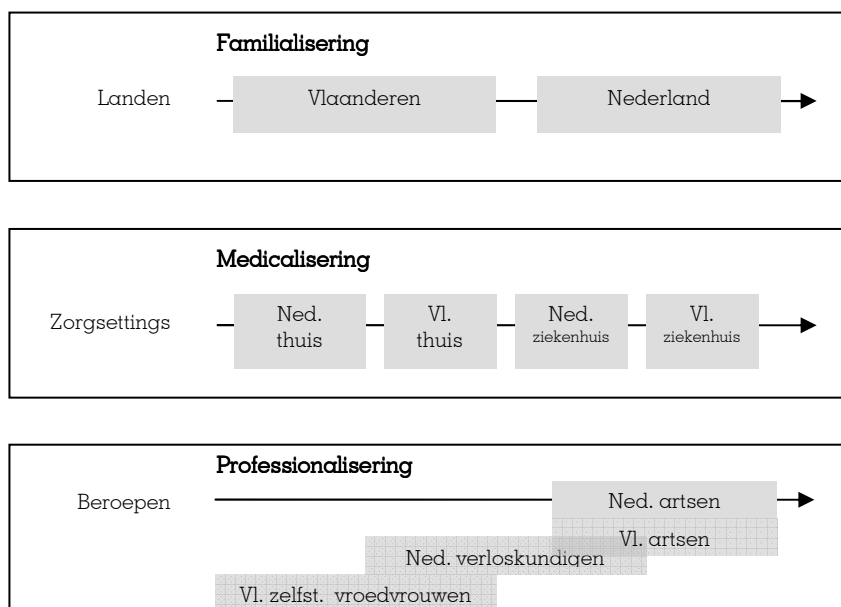 Familialisering
Landen Vlaanderen Nederland
Medicalisering
Zorgsettings
Ned. thuis
Vl. thuis
Ned. ziekenhuis
Vl. ziekenhuis
Professionalisering
Beroepen Ned. artsen
Vl. artsen
Ned. verloskundigen
Vl. zelfst. vroedvrouwen